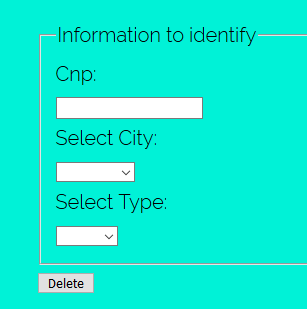 Information to identify
Cnp:
Select City:
Select Type:
Delete